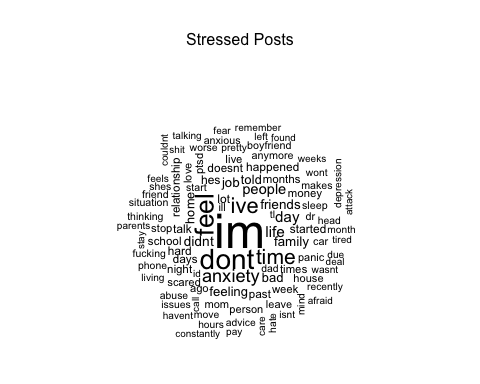 Stressed Posts
fear remember
couldnt talking anxious left found
shit worse pretty boyfriend
ptsd live anymore weeks
feels relationship love doesnt happened wont depression
shes hes job told months makes attack
friend start people money
situation home feel lot ive friends sleep
thinking ill tl day dr head
parents stop talk im life started month
stay school didnt family car tired
fucking hard dont time panic due
phone days deal
night id anxiety dad times wasnt
living scared bad house
ago feeling past week recently
abuse mind
issues call mom person leave isnt afraid
havent move
hours advice care hate
constantly pay